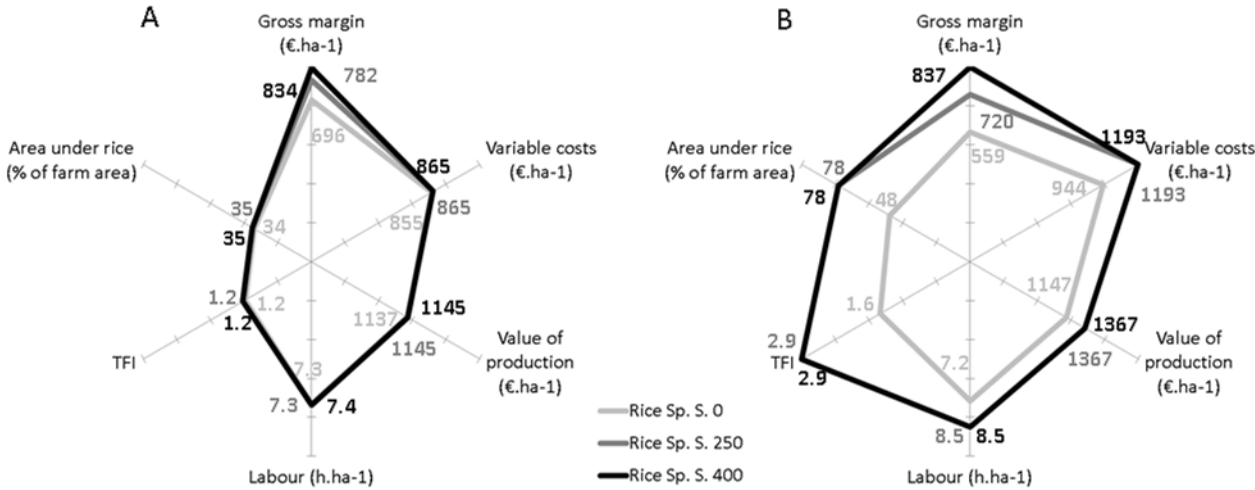 A
Gross margin
(€.ha-1)
834
782
696
Area under rice
(% of farm area)
Variable costs
(€.ha-1)
865
855
865
35
34
35
1.2
1.2
1.2
1137
1145
1145
Value of
production
(€.ha-1)
TFI
7.3
7.3
7.4
Labour (h.ha-1)
Rice Sp. S. 0
Rice Sp. S. 250
Rice Sp. S. 400
B
Gross margin
(€.ha-1)
837
720
559
Area under rice
(% of farm area)
78
78
48
1193
Variable costs
(€.ha-1)
944
1193
1.6
1147
1367
1367
Value of
production
(€.ha-1)
2.9
TFI
2.9
7.2
8.5
8.5
Labour (h.ha-1)